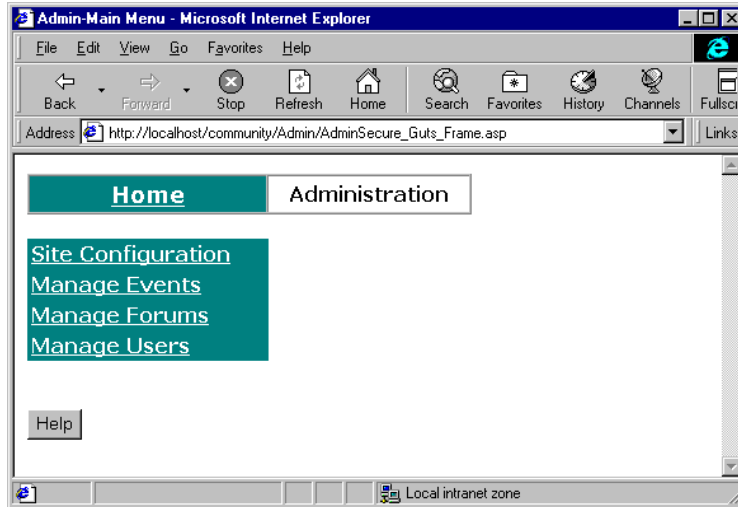 Admin-Main Menu - Microsoft Internet Explorer
File Edit View Go Favorites Help
Back Forward Stop Refresh Home Search Favorites History Channels
Address http://localhost/community/Admin/AdminSecure_Guts_Frame.asp Links
Home Administration
Site Configuration
Manage Events
Manage Forums
Manage Users
Help
Local intranet zone